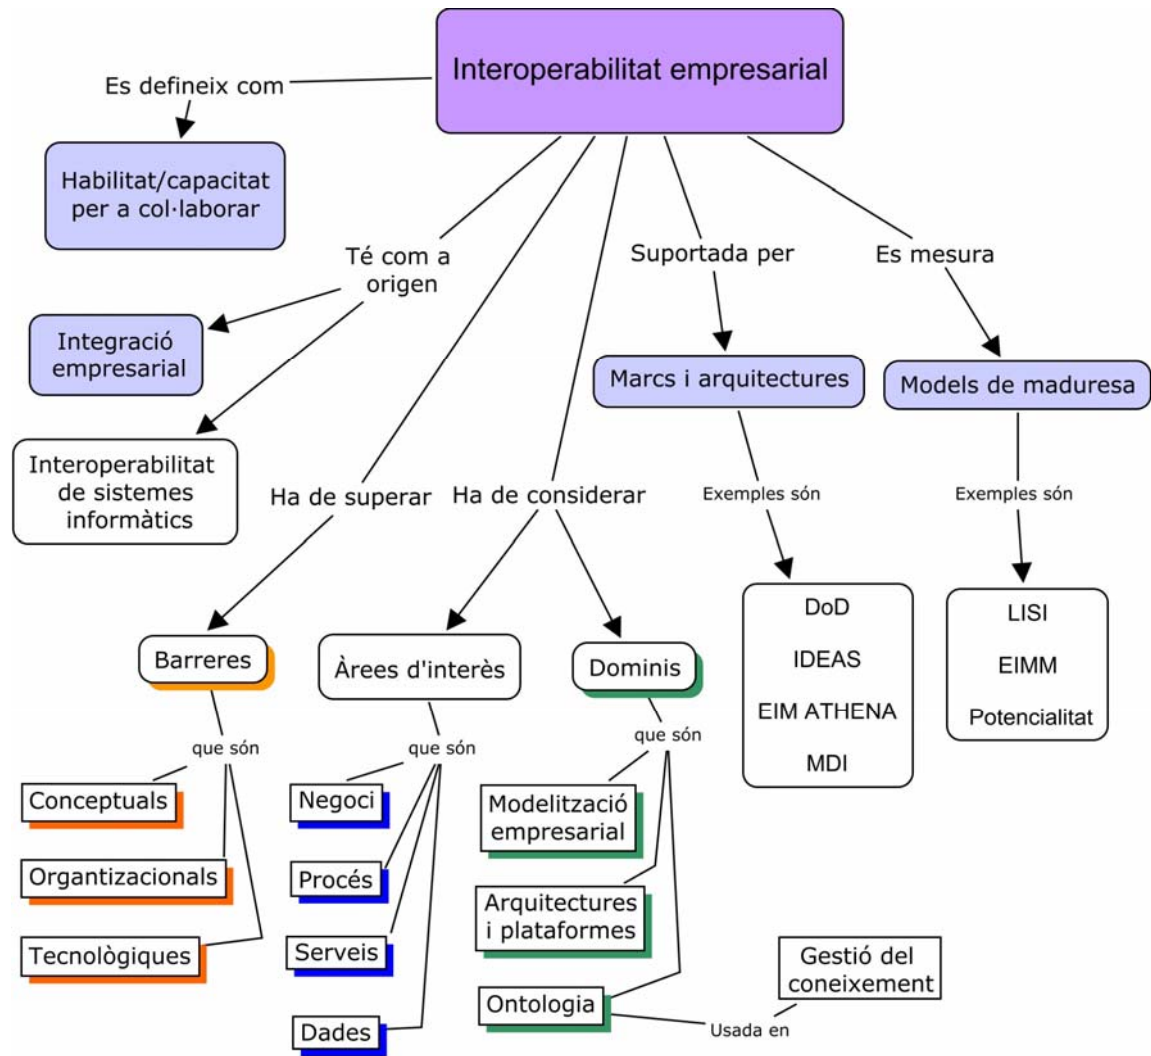 Interoperabilitat empresarial
Es defineix com
Habilitat/capacitat
per a col·laborar
Té com a
origen
Suportada per
Es mesura
Integració
empresarial
Marcs i arquitectures
Models de maduresa
Interoperabilitat
de sistemes
informàtics
Ha de superar
Ha de considerar
Exemples són
Exemples són
DoD
IDEAS
EIM ATHENA
MDI
LISI
EIMM
Potencialitat
Barreres
Àrees d'interès
Dominis
que són
que són
que són
Conceptuals
Organtizacionals
Tecnològiques
Negoci
Procés
Serveis
Dades
Modelització
empresarial
Arquitectures
i plataformes
Ontologia
Usada en
Gestió del
coneixement